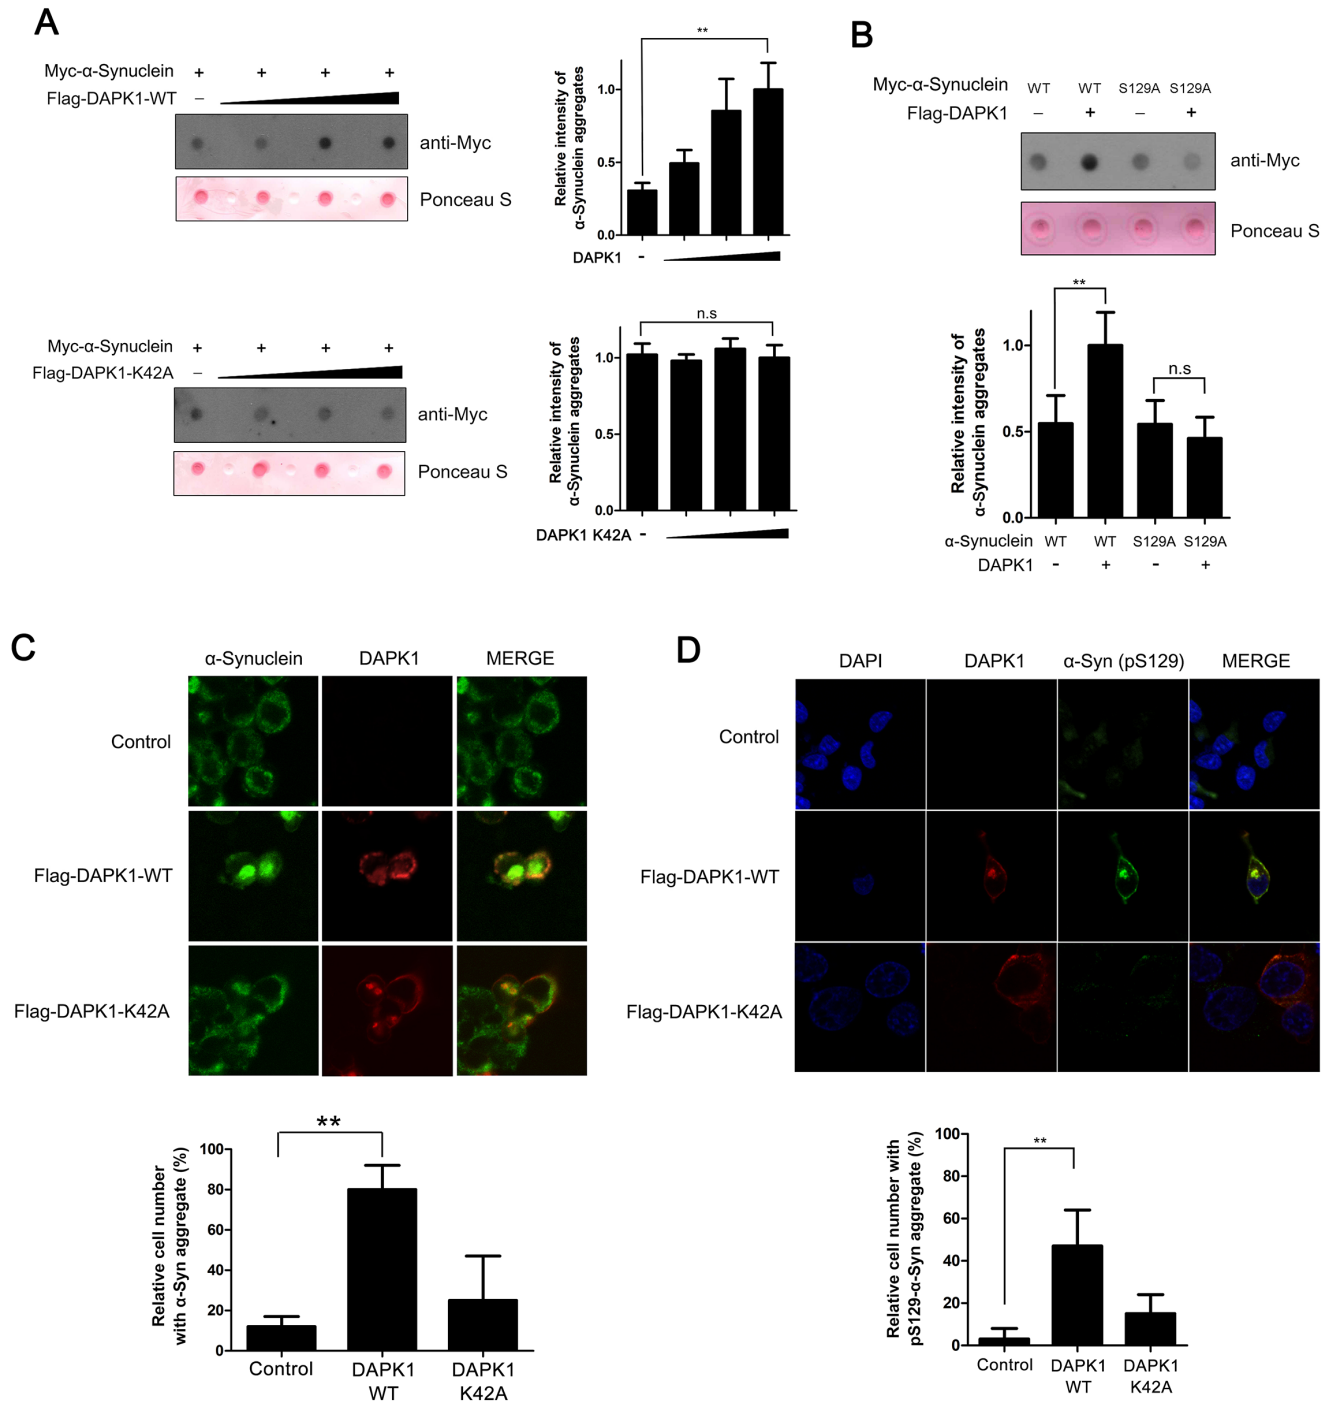 A
Myc-α-Synuclein + + + +
Flag-DAPK1-WT –
anti-Myc
Ponceau S
Relative intensity of
α-Synuclein aggregates
**
1.0
0.5
0.0
DAPK1 -
Myc-α-Synuclein + + + +
Flag-DAPK1-K42A –
anti-Myc
Ponceau S
Relative intensity of
α-Synuclein aggregates
n.s
1.0
0.5
0.0
DAPK1 K42A -
B
Myc-α-Synuclein WT WT S129A S129A
Flag-DAPK1 – + – +
anti-Myc
Ponceau S
Relative intensity of
α-Synuclein aggregates
**
n.s
1.0
0.5
0.0
α-Synuclein WT WT S129A S129A
DAPK1 - + - +
C
α-Synuclein DAPK1 MERGE
Control
Flag-DAPK1-WT
Flag-DAPK1-K42A
Relative cell number
with α-Syn aggregate (%)
**
100
80
60
40
20
0
Control DAPK1 DAPK1
WT K42A
D
DAPI DAPK1 α-Syn (pS129) MERGE
Control
Flag-DAPK1-WT
Flag-DAPK1-K42A
Relative cell number with
pS129-α-Syn aggregate (%)
**
100
80
60
40
20
0
Control DAPK1 DAPK1
WT K42A